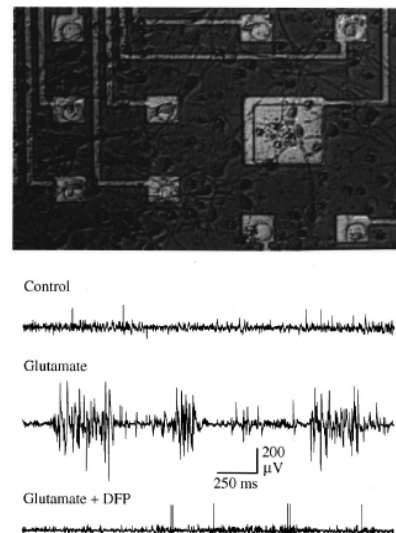 Control
Glutamate
200
μV
250 ms
Glutamate + DFP